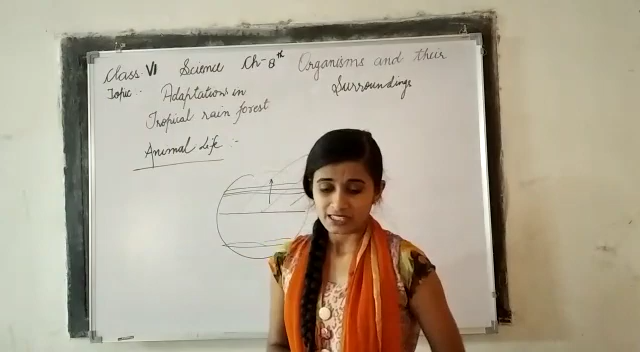 Class VI Science Ch-8th Organisms and their
Surroundings
Topic:- Adaptations in
Tropical rain forest
Animal Life :-